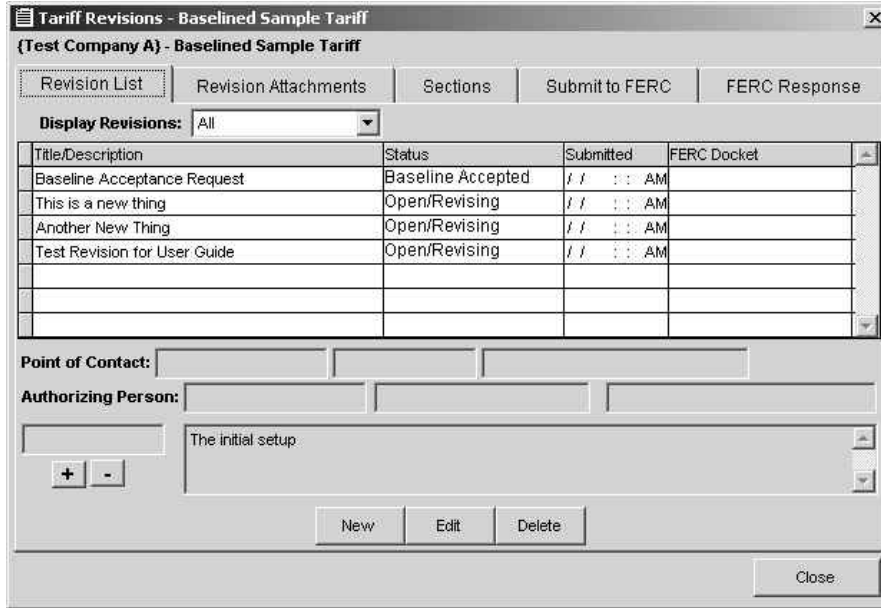 Tariff Revisions - Baselined Sample Tariff
{Test Company A} - Baselined Sample Tariff
Revision List Revision Attachments Sections Submit to FERC FERC Response
Display Revisions: All
Title/Description Status Submitted FERC Docket
Baseline Acceptance Request Baseline Accepted / / : : AM
This is a new thing Open/Revising / / : : AM
Another New Thing Open/Revising / / : : AM
Test Revision for User Guide Open/Revising / / : : AM
Point of Contact:
Authorizing Person:
The initial setup
+ -
New Edit Delete
Close